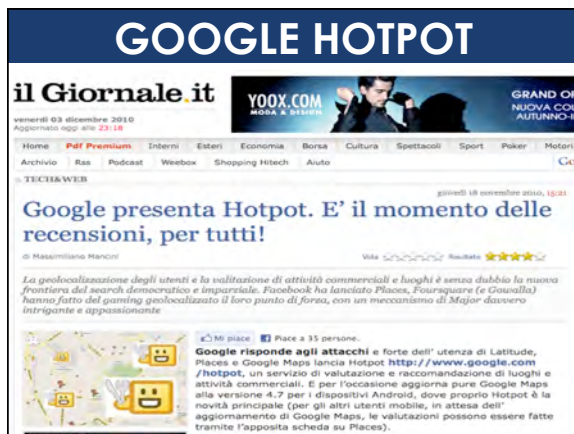 GOOGLE HOTPOT
il Giornale.it
venerdì 03 dicembre 2010
Aggiornato oggi alle 23:18
YOOX.COM
MODA & DESIGN
GRAND O
NUOVA COL
AUTUNNO-I
Home Pdf Premium Interni Esteri Economia Borsa Cultura Spettacoli Sport Poker Motori
Archivio Rss Podcast Weebox Shopping Hitech Aiuto
TECH&WEB
giovedì 18 novembre 2010, 15:21
Google presenta Hotpot. E' il momento delle
recensioni, per tutti!
di Massimiliano Mancini
Vota Risultato
La geolocalizzazione degli utenti e la valitazione di attività commerciali e luoghi è senza dubbio la nuova
frontiera del search democratico e imparziale. Facebook ha lanciato Places, Foursquare (e Gowalla)
hanno fatto del gaming geolocalizzato il loro punto di forza, con un meccanismo di Major davvero
intrigante e appassionante
Mi piace Piace a 35 persone.
Google risponde agli attacchi e forte dell' utenza di Latitude,
Places e Google Maps lancia Hotpot http://www.google.com
/hotpot, un servizio di valutazione e raccomandazione di luoghi e
attività commerciali. E per l'occasione aggiorna pure Google Maps
alla versione 4.7 per i dispositivi Android, dove proprio Hotpot è la
novità principale (per gli altri utenti mobile, in attesa dell'
aggiornamento di Google Maps, le valutazioni possono essere fatte
tramite l'apposita scheda su Places).